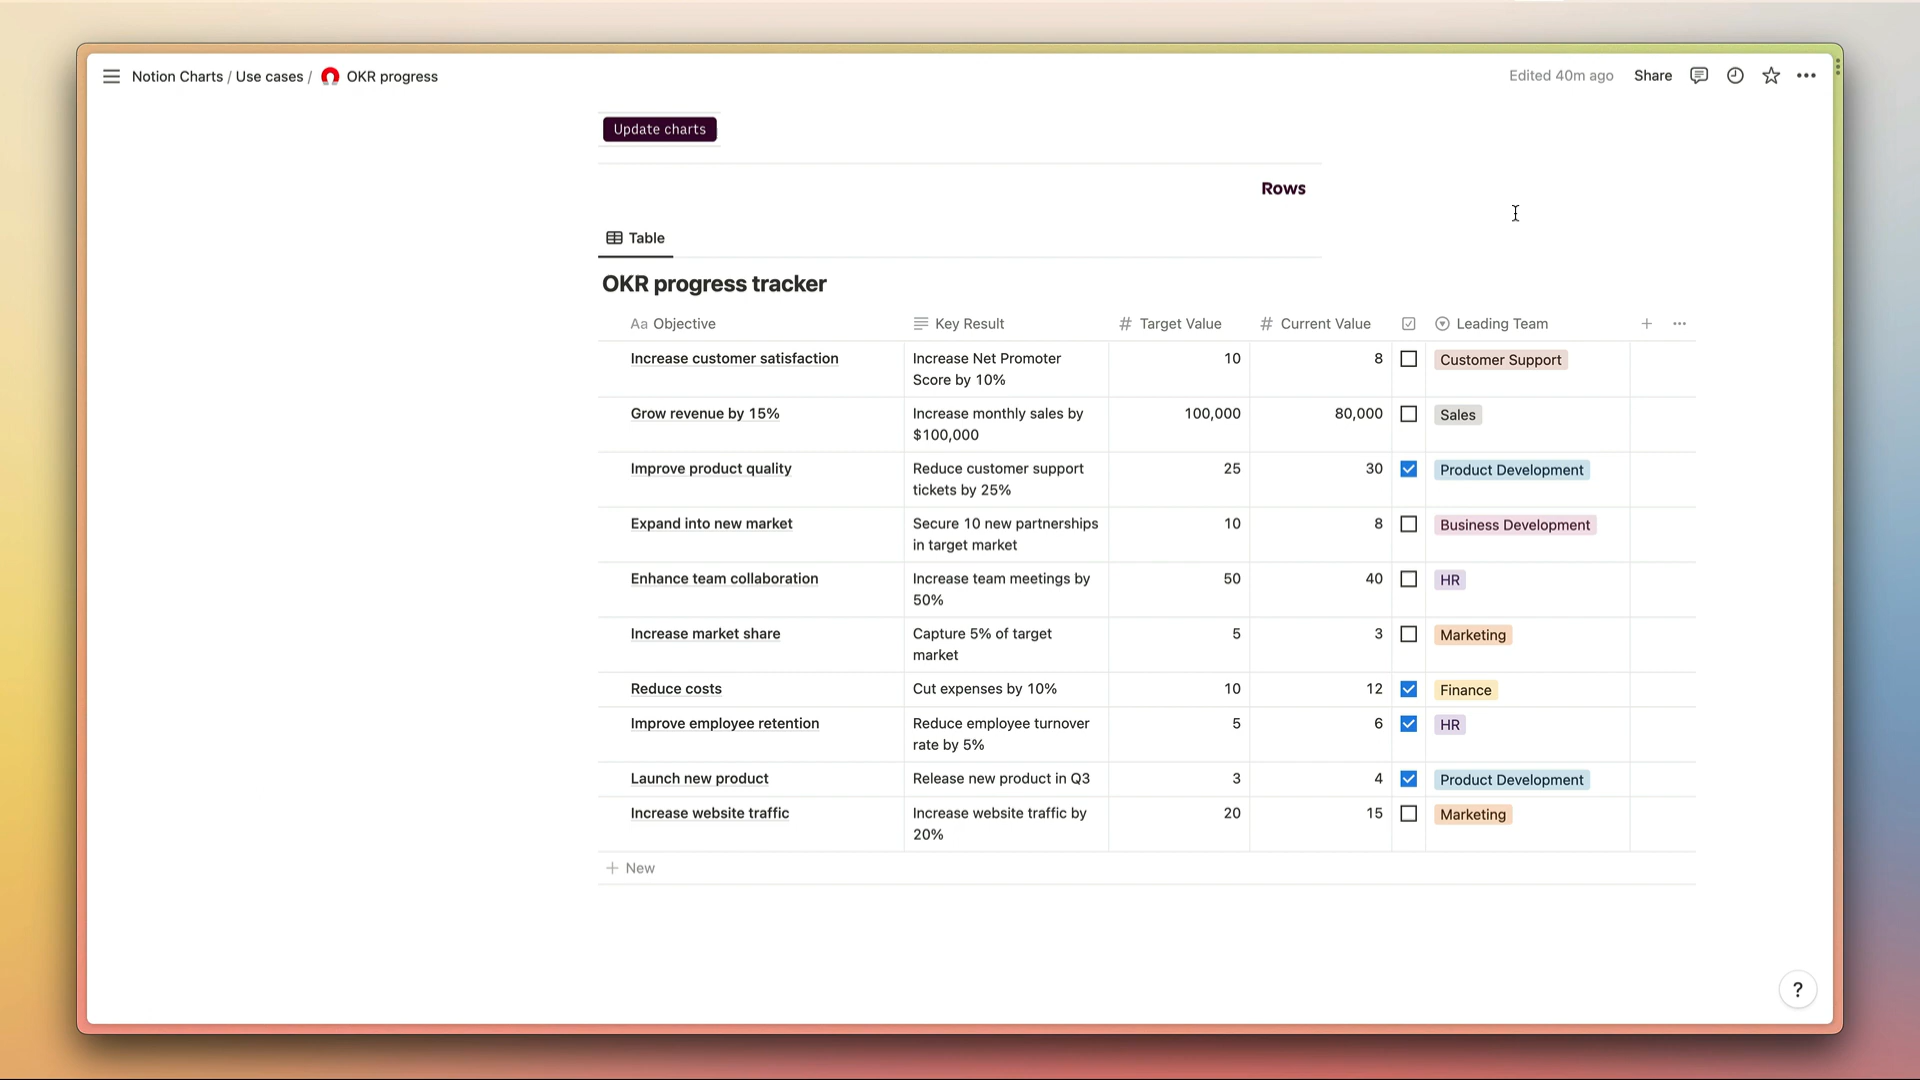 Notion Charts / Use cases / OKR progress
Edited 40m ago Share
Update charts
Rows
Table
OKR progress tracker
Aa Objective Key Result # Target Value # Current Value Leading Team + ...
Increase customer satisfaction Increase Net Promoter 10 8 Customer Support
Score by 10%
Grow revenue by 15% Increase monthly sales by 100,000 80,000 Sales
$100,000
Improve product quality Reduce customer support 25 30 Product Development
tickets by 25%
Expand into new market Secure 10 new partnerships 10 8 Business Development
in target market
Enhance team collaboration Increase team meetings by 50 40 HR
50%
Increase market share Capture 5% of target 5 3 Marketing
market
Reduce costs Cut expenses by 10% 10 12 Finance
Improve employee retention Reduce employee turnover 5 6 HR
rate by 5%
Launch new product Release new product in Q3 3 4 Product Development
Increase website traffic Increase website traffic by 20 15 Marketing
20%
+ New
?